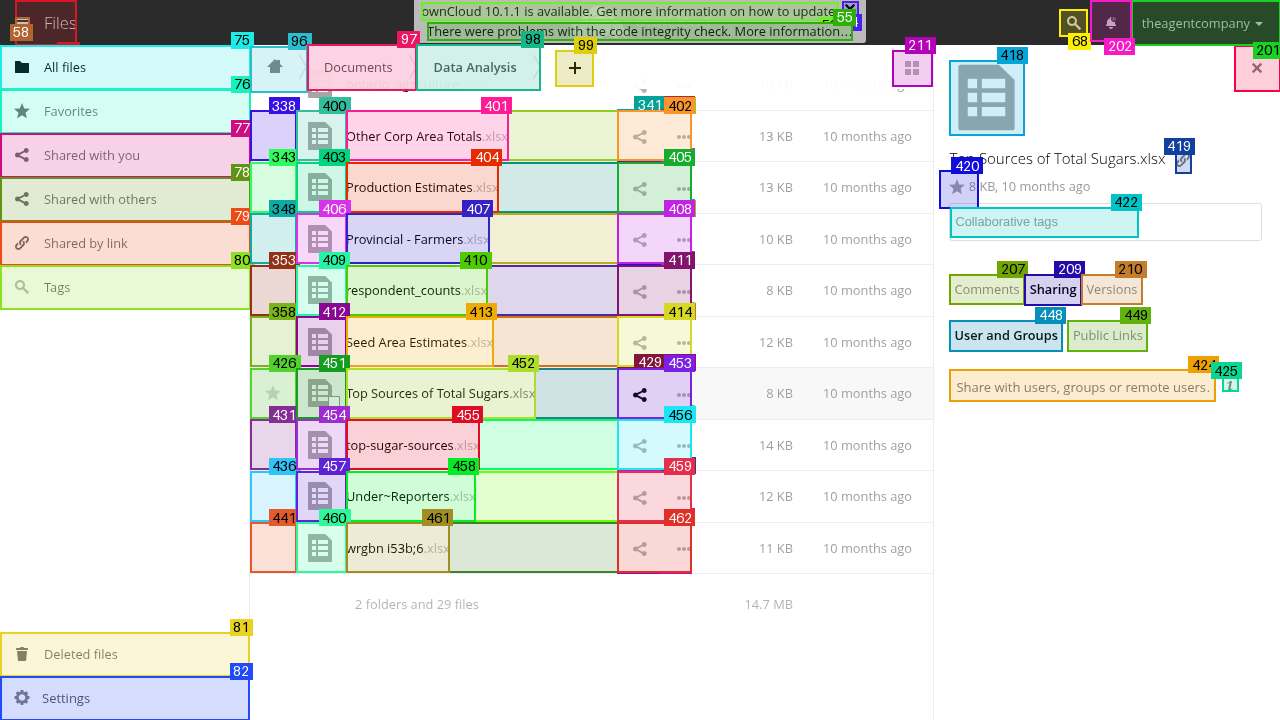 Files
ownCloud 10.1.1 is available. Get more information on how to update
There were problems with the code integrity check. More information...
theagentcompany
55
58
68
202
201
75
96
97
98
99
211
418
All files
Documents
Data Analysis
76
Favorites
77
Shared with you
78
Shared with others
79
Shared by link
80
Tags
338
400
401
341
402
Other Corp Area Totals.xlsx
13 KB
10 months ago
343
403
404
405
Production Estimates.xlsx
13 KB
10 months ago
348
406
407
408
Provincial - Farmers.xlsx
10 KB
10 months ago
353
409
410
411
respondent_counts.xlsx
8 KB
10 months ago
358
412
413
414
Seed Area Estimates.xlsx
12 KB
10 months ago
426
451
452
429
453
Top Sources of Total Sugars.xlsx
8 KB
10 months ago
431
454
455
456
top-sugar-sources.xlsx
14 KB
10 months ago
436
457
458
459
Under~Reporters.xlsx
12 KB
10 months ago
441
460
461
462
wrgbn i53b;6.xlsx
11 KB
10 months ago
2 folders and 29 files
14.7 MB
81
Deleted files
82
Settings
419
Top Sources of Total Sugars.xlsx
420
8 KB, 10 months ago
422
Collaborative tags
207
209
210
Comments
Sharing
Versions
448
449
User and Groups
Public Links
424
425
Share with users, groups or remote users.